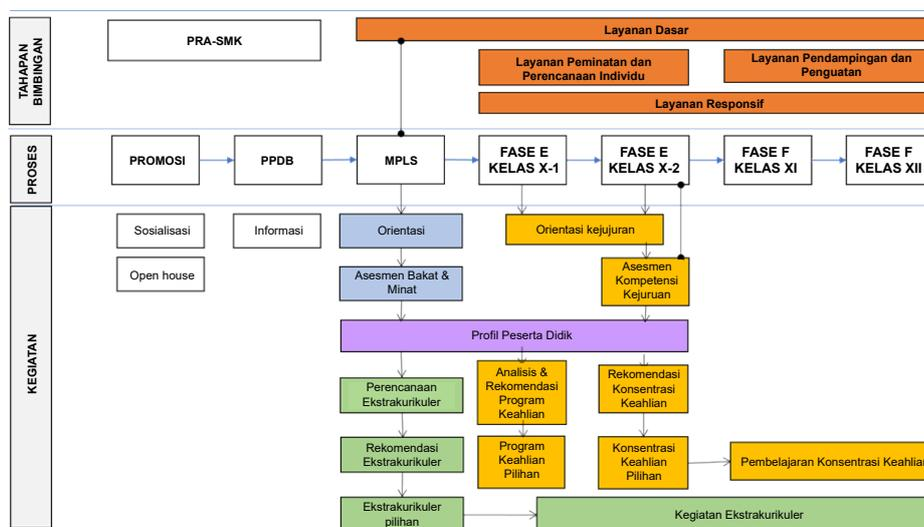 TAHAPAN
BIMBINGAN
PRA-SMK
Layanan Dasar
Layanan Peminatan dan
Perencanaan Individu
Layanan Pendampingan dan
Penguatan
Layanan Responsif
PROSES
PROMOSI
PPDB
MPLS
FASE E
KELAS X-1
FASE E
KELAS X-2
FASE F
KELAS XI
FASE F
KELAS XII
KEGIATAN
Sosialisasi
Informasi
Orientasi
Orientasi kejujuran
Open house
Asesmen Bakat &
Minat
Asesmen
Kompetensi
Kejuruan
Profil Peserta Didik
Perencanaan
Ekstrakurikuler
Analisis &
Rekomendasi
Program
Keahlian
Rekomendasi
Konsentrasi
Keahlian
Rekomendasi
Ekstrakurikuler
Program
Keahlian
Pilihan
Konsentrasi
Keahlian
Pilihan
Pembelajaran Konsentrasi Keahlian
Ekstrakurikuler
pilihan
Kegiatan Ekstrakurikuler